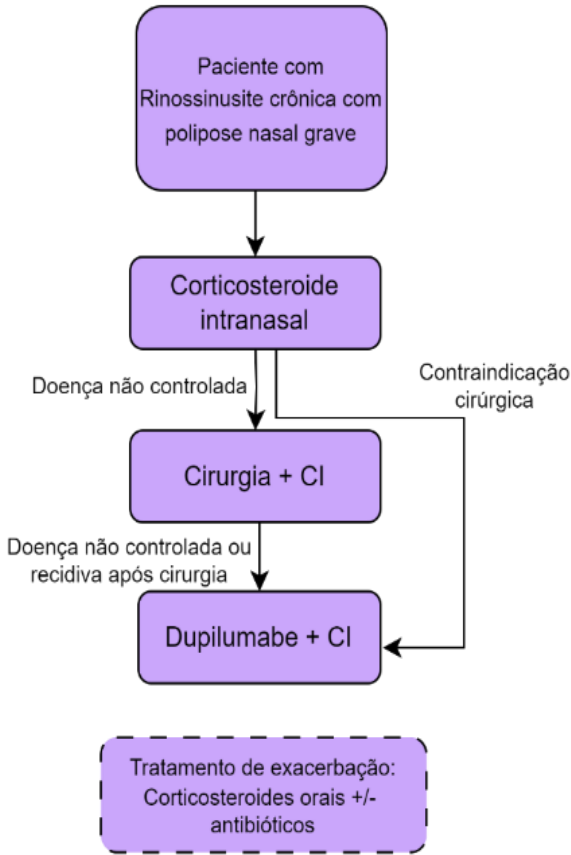 Paciente com
Rinossinusite crônica com
polipose nasal grave
Corticosteroide
intranasal
Doença não controlada
Contraindicação
cirúrgica
Cirurgia + CI
Doença não controlada ou
recidiva após cirurgia
Dupilumabe + CI
Tratamento de exacerbação:
Corticosteroides orais +/-
antibióticos